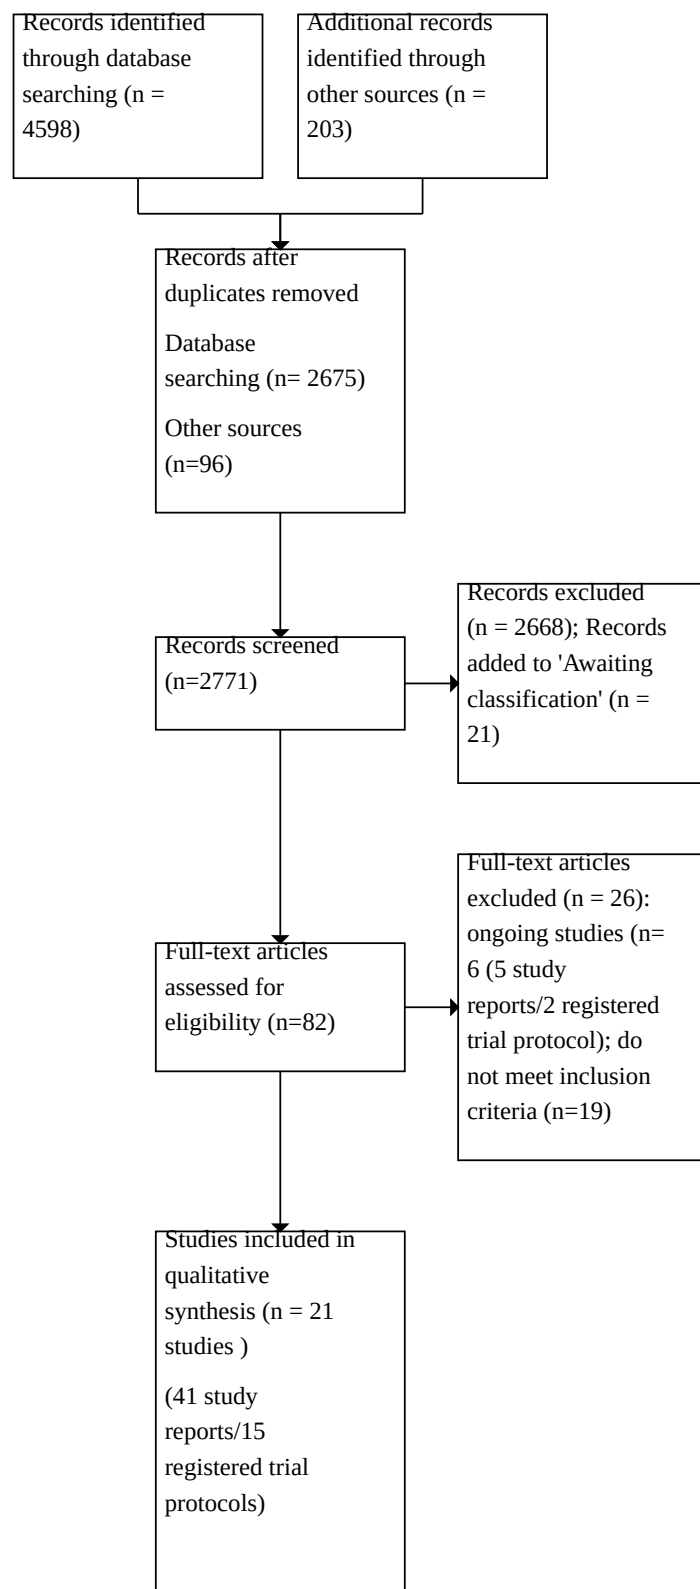 Records identified
through database
searching (n =
4598)
Additional records
identified through
other sources (n =
203)
Records after
duplicates removed
Database
searching (n= 2675)
Other sources
(n=96)
Records screened
(n=2771)
Records excluded
(n = 2668); Records
added to 'Awaiting
classification' (n =
21)
Full-text articles
assessed for
eligibility (n=82)
Full-text articles
excluded (n = 26):
ongoing studies (n=
6 (5 study
reports/2 registered
trial protocol); do
not meet inclusion
criteria (n=19)
Studies included in
qualitative
synthesis (n = 21
studies )
(41 study
reports/15
registered trial
protocols)